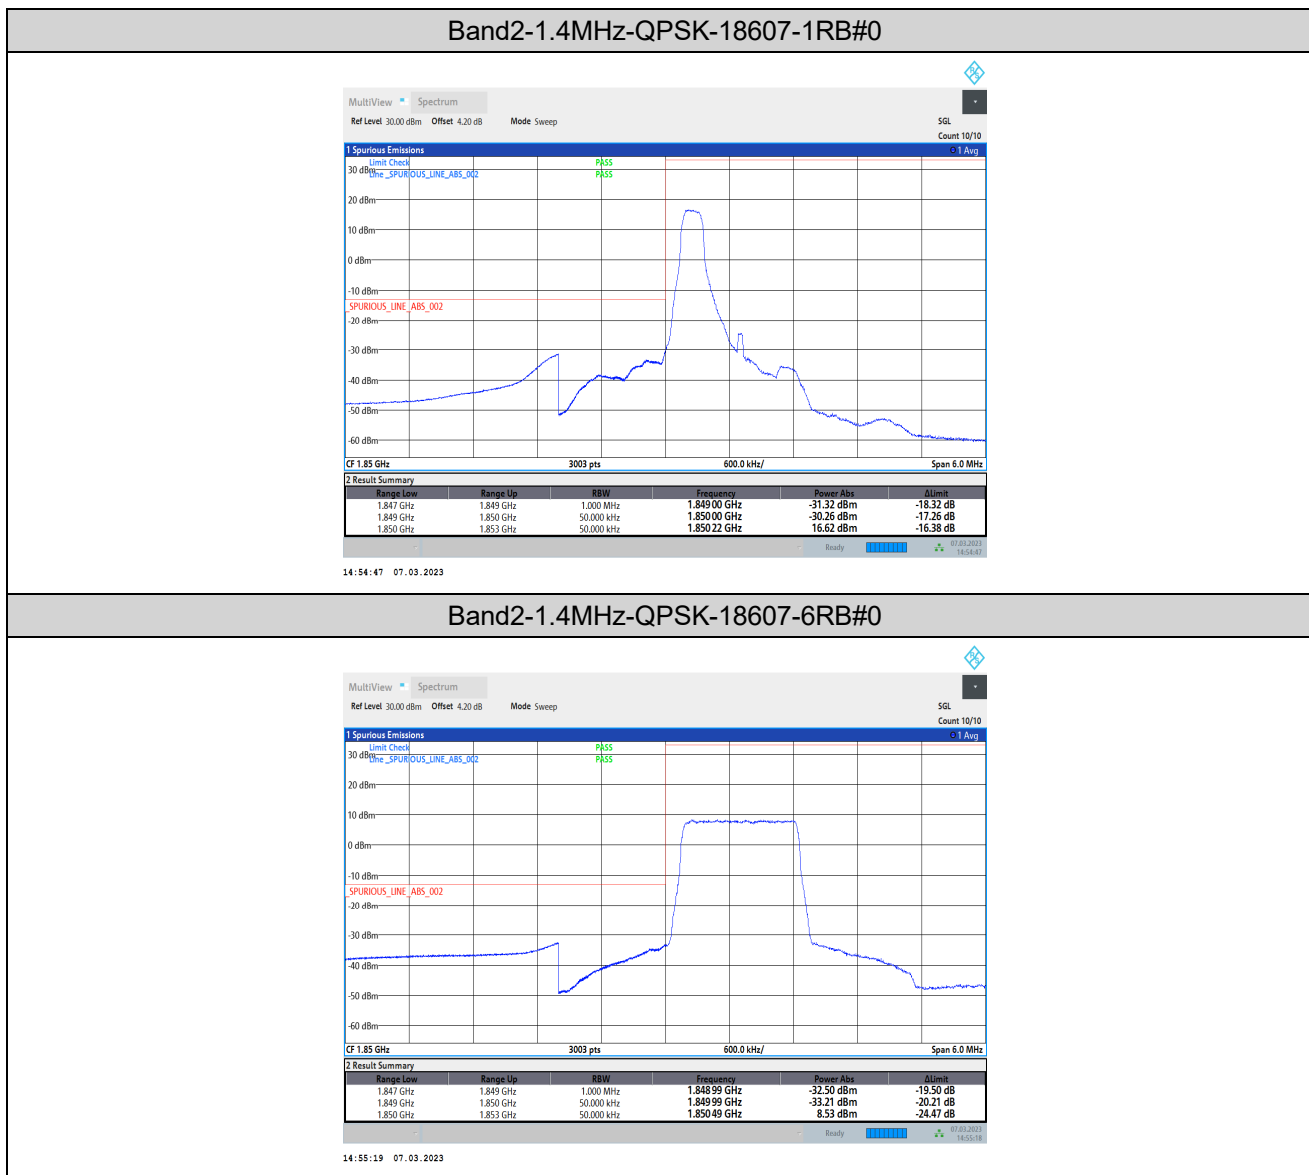 Band2-1.4MHz-QPSK-18607-1RB#0
MultiView Spectrum
Ref Level 30.00 dBm Offset 4.20 dB Mode Sweep SGL
Count 10/10
1 Spurious Emissions 1 Avg
Limit Check PASS
30 dBm
Line _SPURIOUS_LINE_ABS_002 PASS
20 dBm
10 dBm
0 dBm
-10 dBm
_SPURIOUS_LINE_ABS_002
-20 dBm
-30 dBm
-40 dBm
-50 dBm
-60 dBm
CF 1.85 GHz 3003 pts 600.0 kHz/ Span 6.0 MHz
2 Result Summary
Range Low Range Up RBW Frequency Power Abs ΔLimit
1.847 GHz 1.849 GHz 1.000 MHz 1.84900 GHz -31.32 dBm -18.32 dB
1.849 GHz 1.850 GHz 50.000 kHz 1.85000 GHz -30.26 dBm -17.26 dB
1.850 GHz 1.853 GHz 50.000 kHz 1.85022 GHz 16.62 dBm -16.38 dB
Ready 07.03.2023
14:54:47
14:54:47 07.03.2023
Band2-1.4MHz-QPSK-18607-6RB#0
MultiView Spectrum
Ref Level 30.00 dBm Offset 4.20 dB Mode Sweep SGL
Count 10/10
1 Spurious Emissions 1 Avg
Limit Check PASS
30 dBm
Line _SPURIOUS_LINE_ABS_002 PASS
20 dBm
10 dBm
0 dBm
-10 dBm
_SPURIOUS_LINE_ABS_002
-20 dBm
-30 dBm
-40 dBm
-50 dBm
-60 dBm
CF 1.85 GHz 3003 pts 600.0 kHz/ Span 6.0 MHz
2 Result Summary
Range Low Range Up RBW Frequency Power Abs ΔLimit
1.847 GHz 1.849 GHz 1.000 MHz 1.84899 GHz -32.50 dBm -19.50 dB
1.849 GHz 1.850 GHz 50.000 kHz 1.84999 GHz -33.21 dBm -20.21 dB
1.850 GHz 1.853 GHz 50.000 kHz 1.85049 GHz 8.53 dBm -24.47 dB
Ready 07.03.2023
14:55:18
14:55:19 07.03.2023